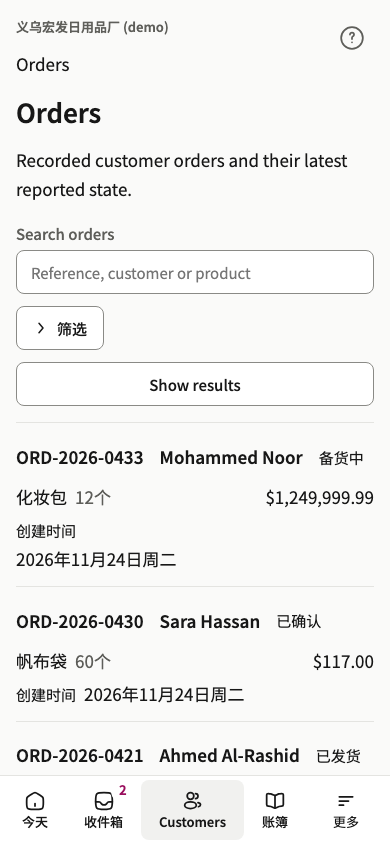 义乌宏发日用品厂 (demo)
Orders
Orders
Recorded customer orders and their latest
reported state.
Search orders
Reference, customer or product
筛选
Show results
ORD-2026-0433 Mohammed Noor 备货中
化妆包 12个 $1,249,999.99
创建时间
2026年11月24日周二
ORD-2026-0430 Sara Hassan 已确认
帆布袋 60个 $117.00
创建时间 2026年11月24日周二
ORD-2026-0421 Ahmed Al-Rashid 已发货
2
今天 收件箱 Customers 账簿 更多